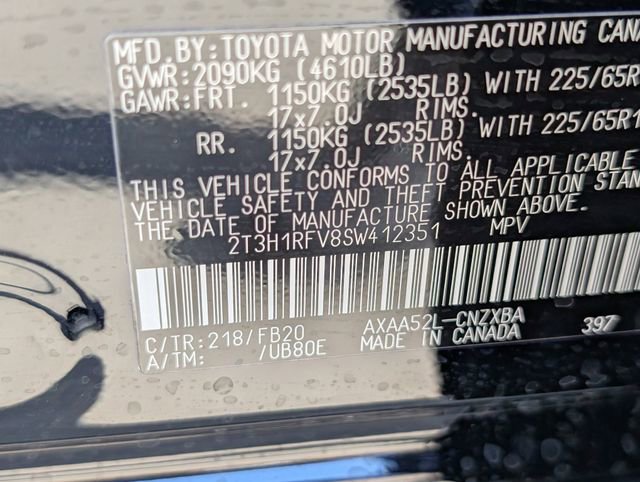 MFD. BY: TOYOTA MOTOR MANUFACTURING CANA
GVWR: 2090KG (4610LB)
GAWR: FRT. 1150KG (2535LB) WITH 225/65R
17x7.0J RIMS.
RR. 1150KG (2535LB) WITH 225/65R1
17x7.0J RIMS.
THIS VEHICLE CONFORMS TO ALL APPLICABLE
VEHICLE SAFETY AND THEFT PREVENTION STAN
THE DATE OF MANUFACTURE SHOWN ABOVE.
2T3H1RFV8SW412351 MPV
C/TR: 218/FB20 AXAA52L-CNZXBA 397
A/TM: /UB80E MADE IN CANADA